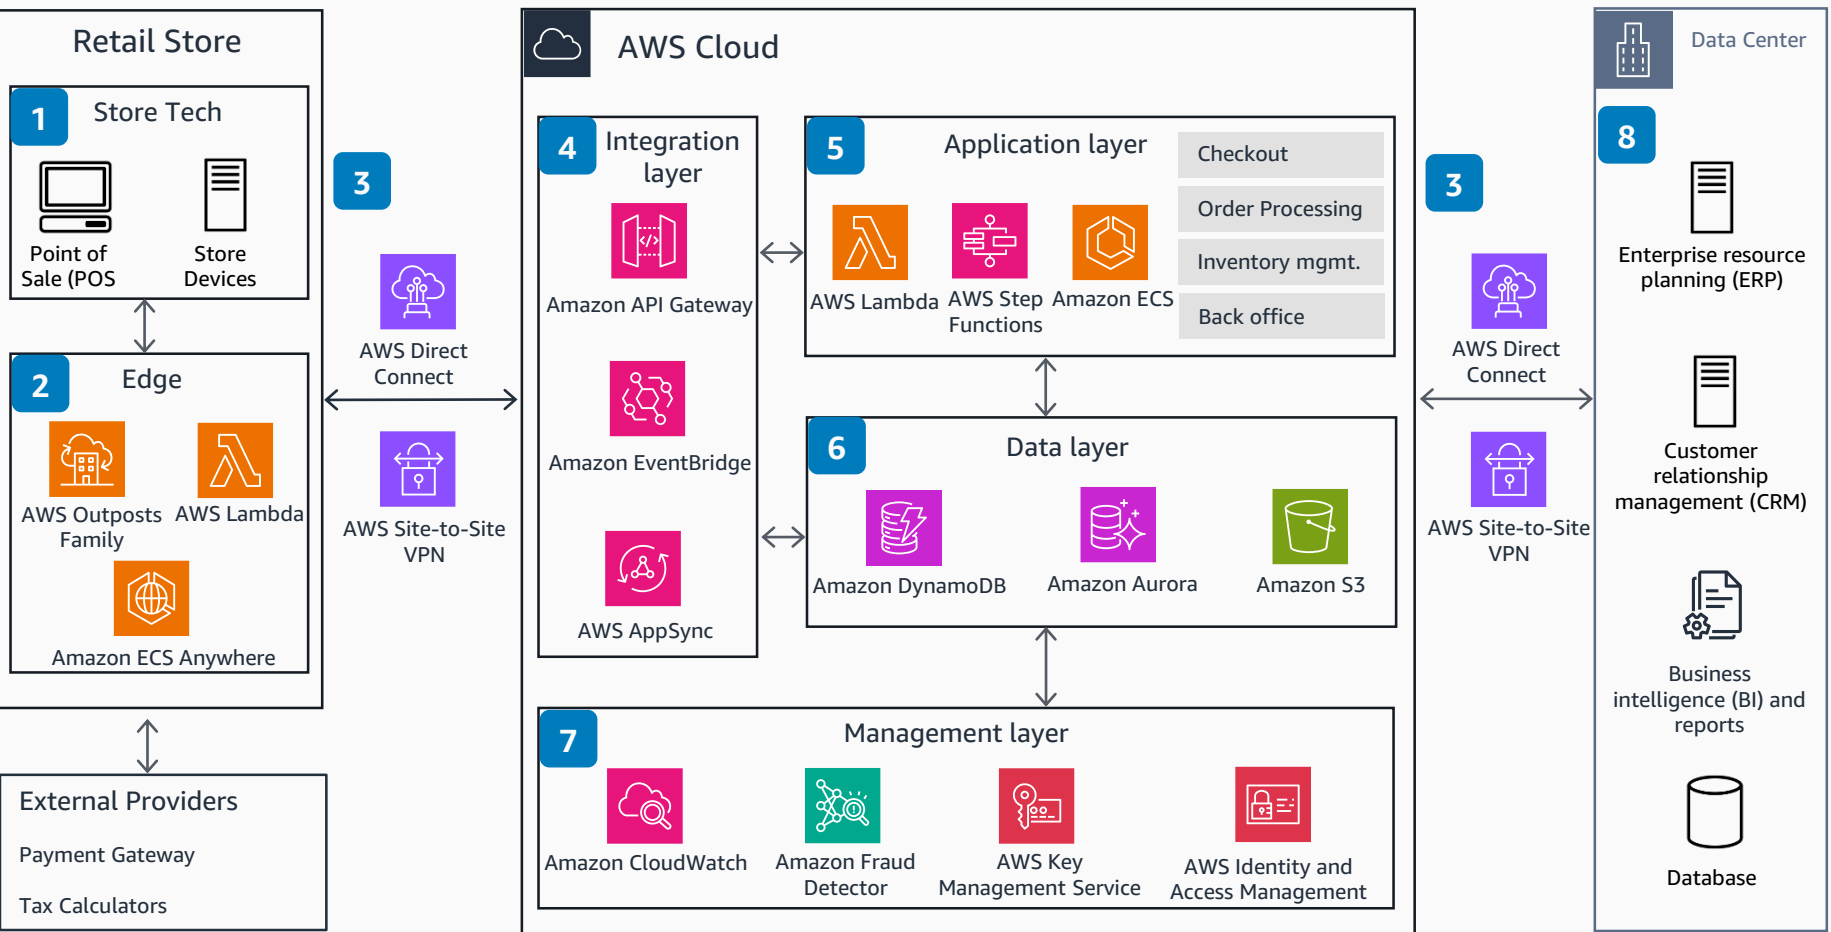 Retail Store
1
Store Tech
Point of
Sale (POS
Store
Devices
2
Edge
AWS Outposts
Family
AWS Lambda
Amazon ECS Anywhere
External Providers
Payment Gateway
Tax Calculators
3
AWS Direct
Connect
AWS Site-to-Site
VPN
AWS Cloud
4
Integration
layer
Amazon API Gateway
Amazon EventBridge
AWS AppSync
5
Application layer
AWS Lambda
AWS Step
Functions
Amazon ECS
Checkout
Order Processing
Inventory mgmt.
Back office
6
Data layer
Amazon DynamoDB
Amazon Aurora
Amazon S3
7
Management layer
Amazon CloudWatch
Amazon Fraud
Detector
AWS Key
Management Service
AWS Identity and
Access Management
3
AWS Direct
Connect
AWS Site-to-Site
VPN
Data Center
8
Enterprise resource
planning (ERP)
Customer
relationship
management (CRM)
Business
intelligence (BI) and
reports
Database